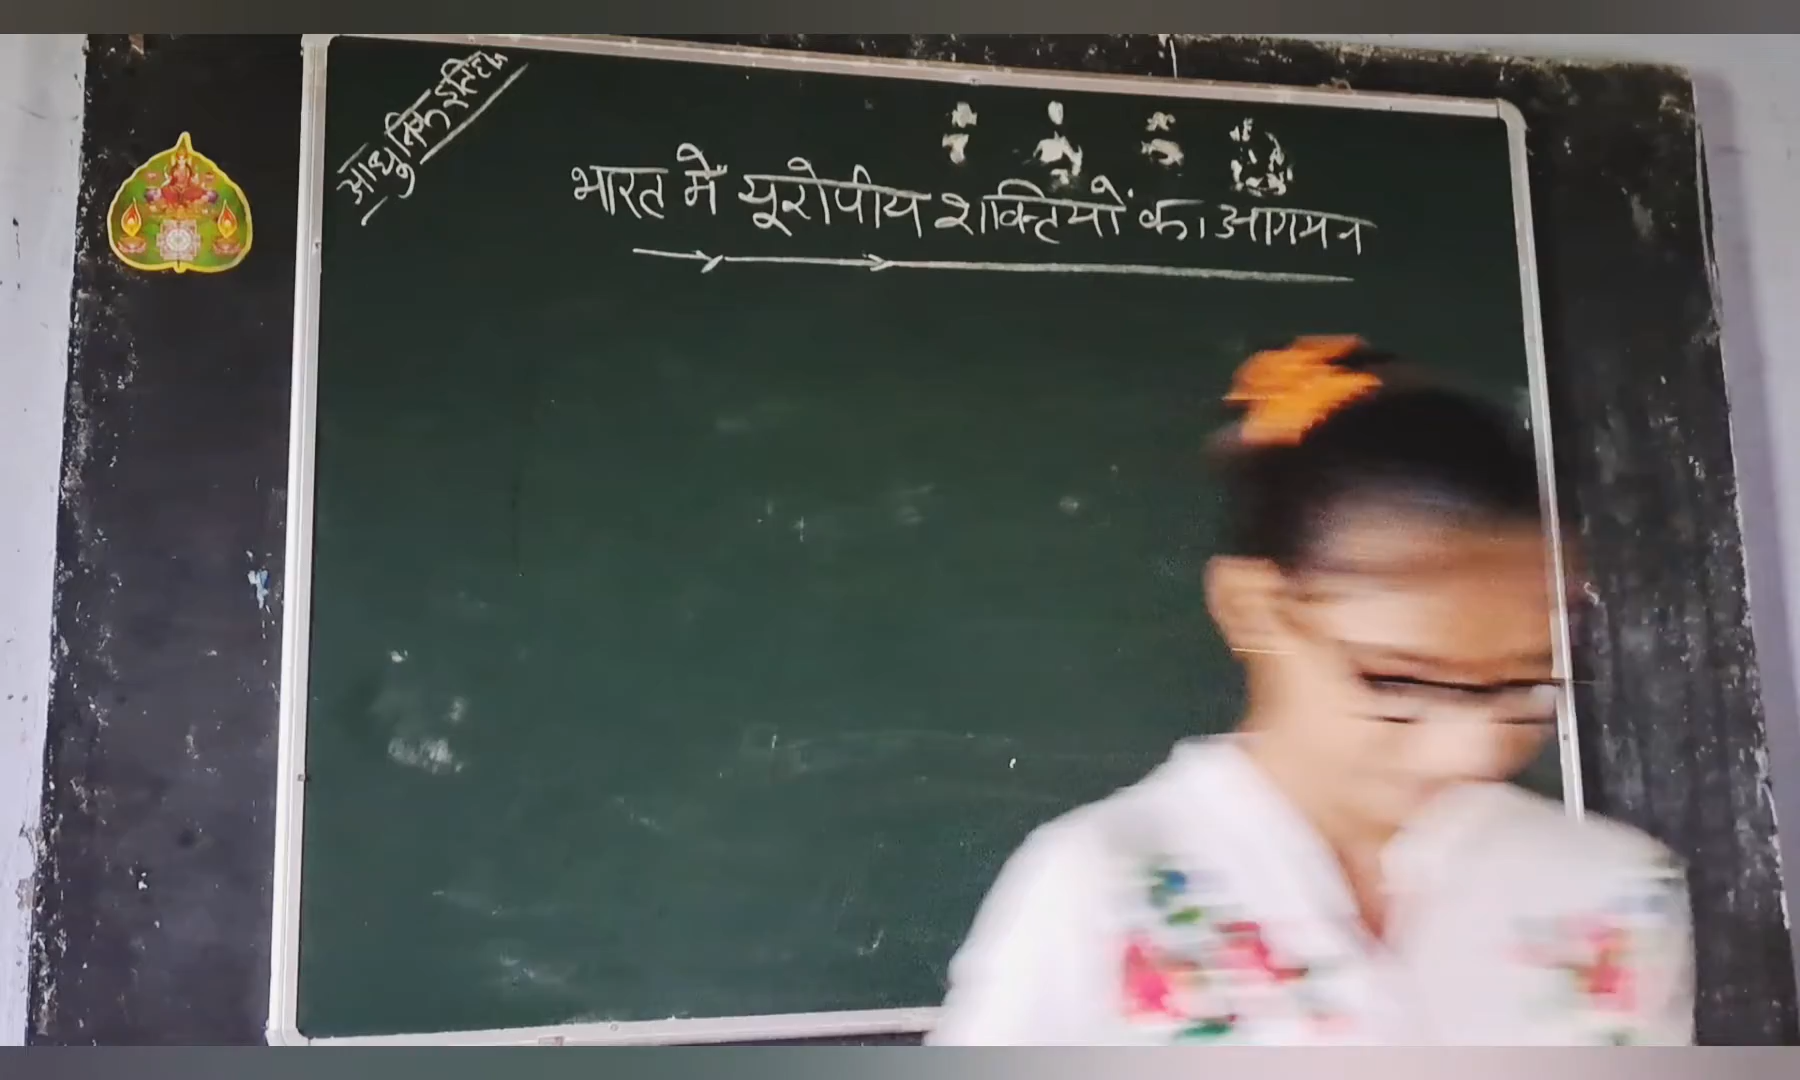 आधुनिक इतिहास
भारत में यूरोपीय शक्तियों का आगमन